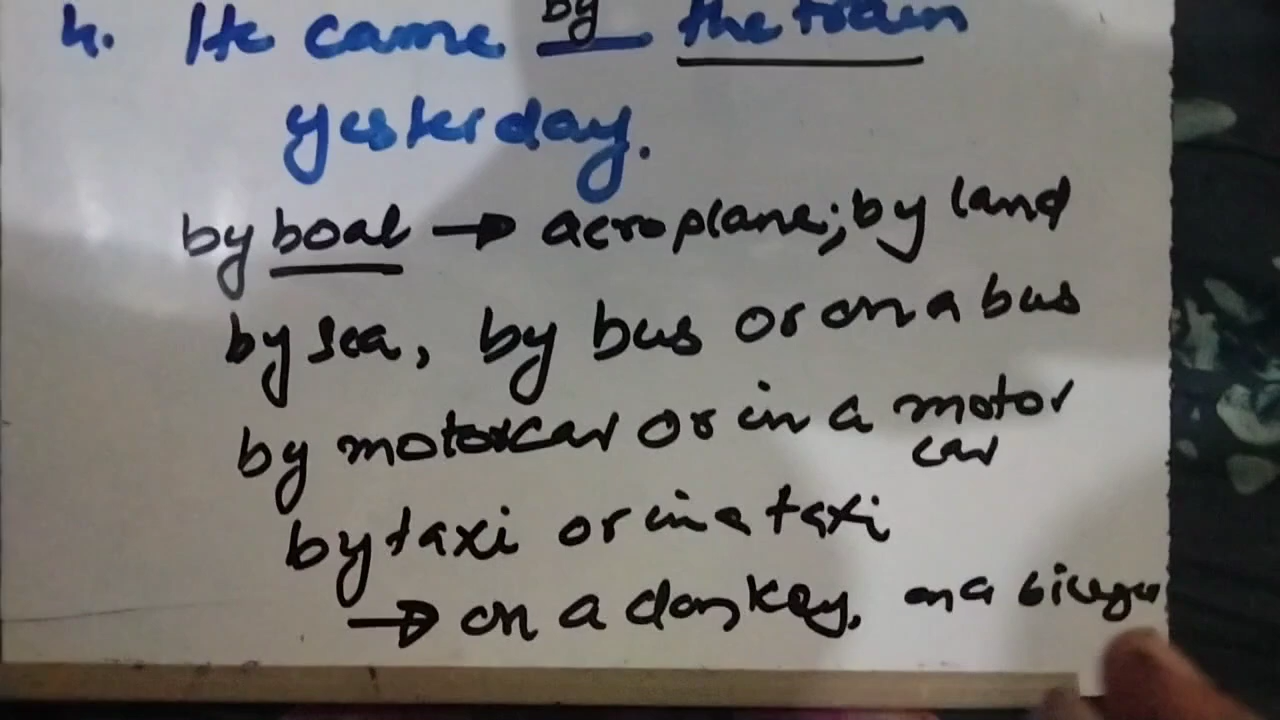 4. He came by the train
yesterday.
by boat → aeroplane; by land
by sea, by bus or on a bus
by motorcar or in a motor
car
by taxi or in a taxi
→ on a donkey, on a bicycle